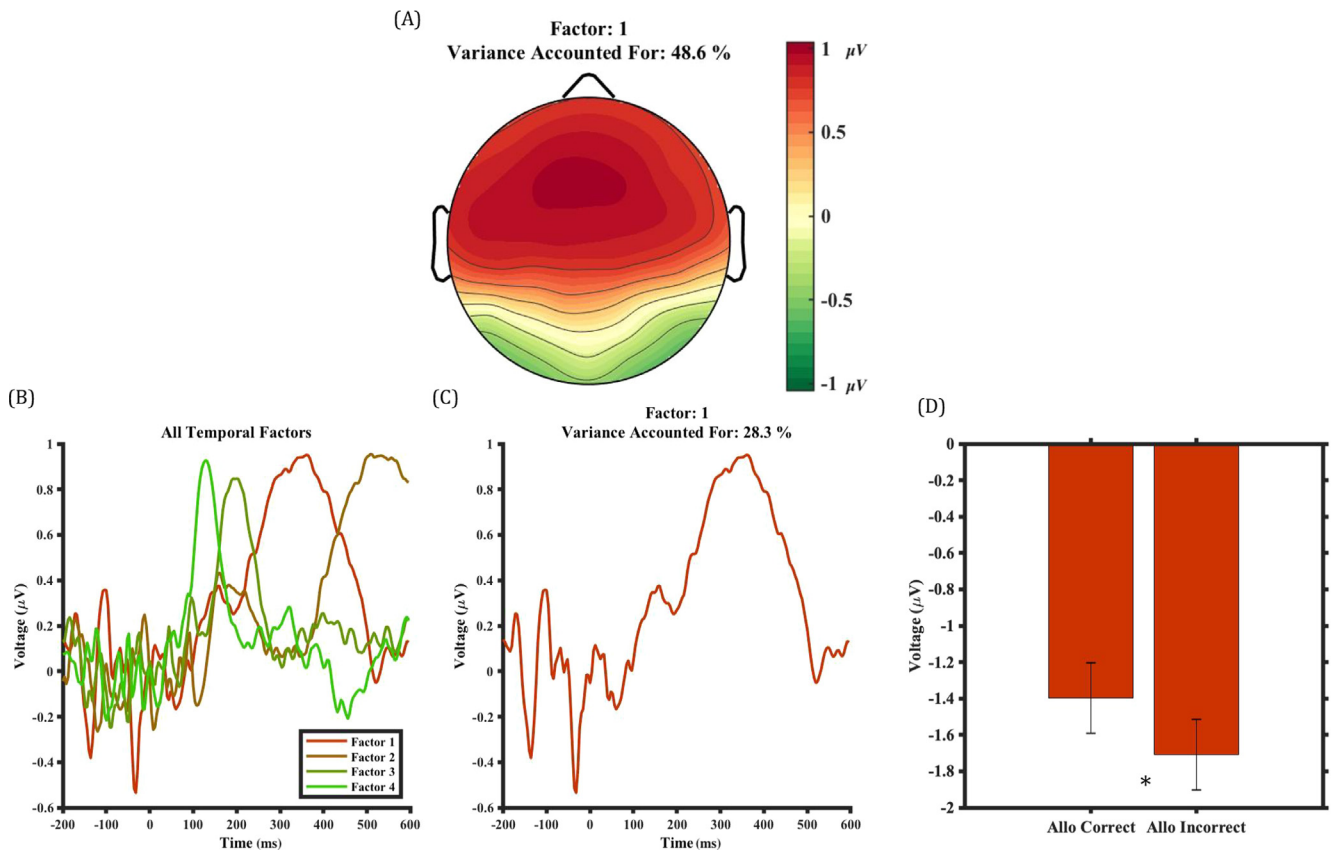 (A)
Factor: 1
Variance Accounted For: 48.6 %
1 μV
0.5
0
-0.5
-1 μV
(B)
All Temporal Factors
Voltage (μV)
1
0.8
0.6
0.4
0.2
0
-0.2
-0.4
-0.6
-200 -100 0 100 200 300 400 500 600
Time (ms)
Factor 1
Factor 2
Factor 3
Factor 4
(C)
Factor: 1
Variance Accounted For: 28.3 %
Voltage (μV)
1
0.8
0.6
0.4
0.2
0
-0.2
-0.4
-0.6
-200 -100 0 100 200 300 400 500 600
Time (ms)
(D)
Voltage (μV)
0
-0.2
-0.4
-0.6
-0.8
-1
-1.2
-1.4
-1.6
-1.8
-2
*
Allo Correct Allo Incorrect